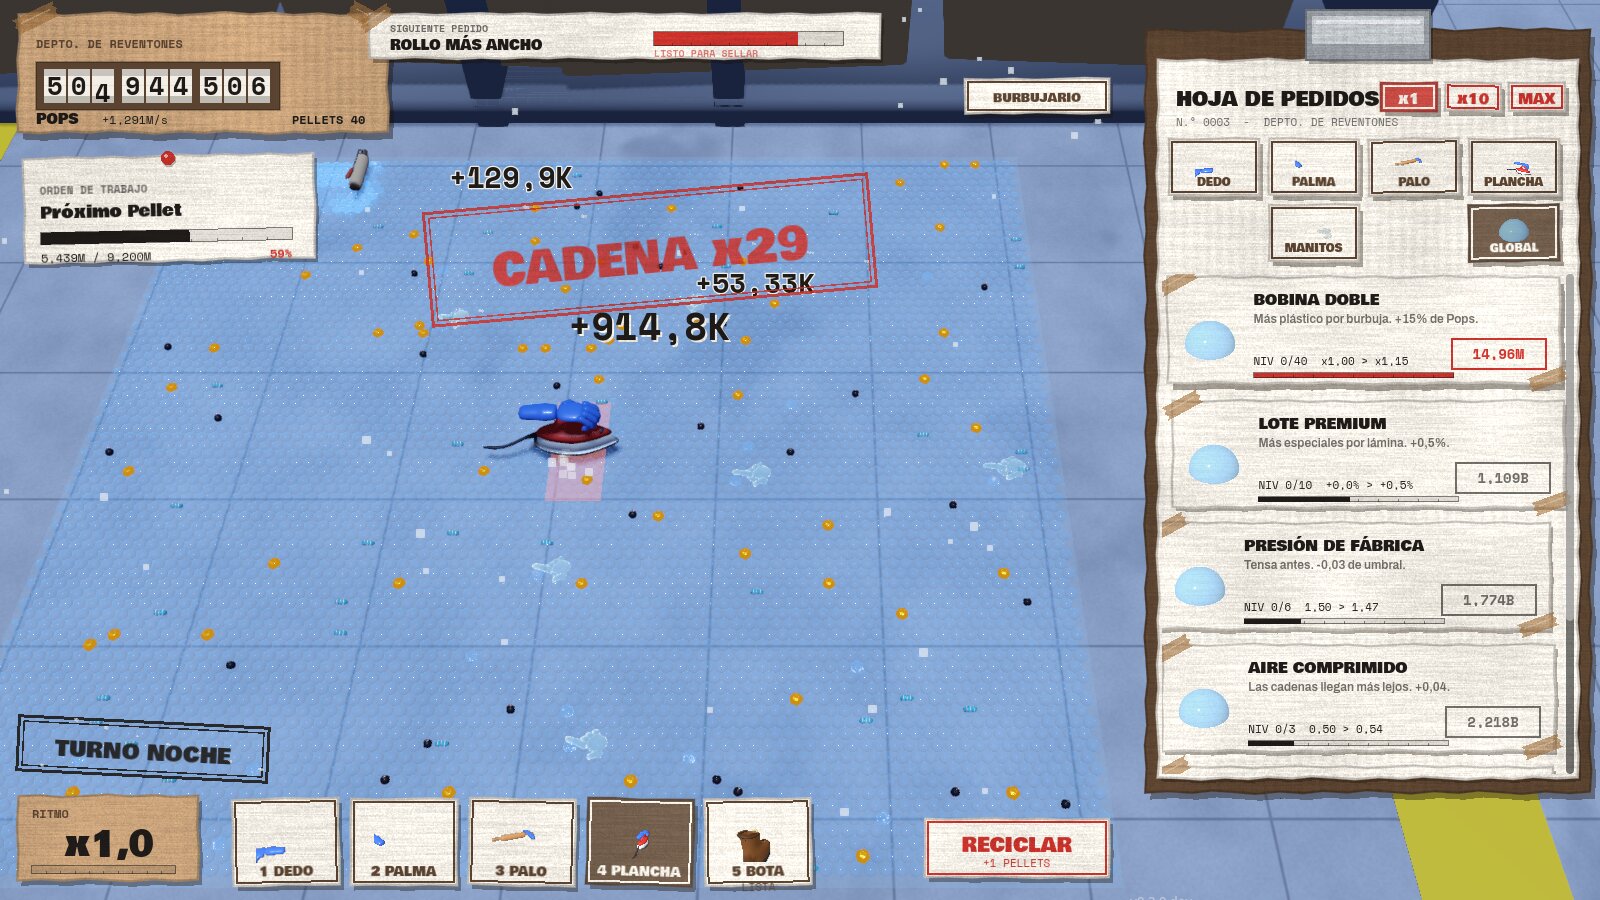 DEPTO. DE REVENTONES
504 944 506
POPS
+1,291M/s
PELLETS 40
SIGUIENTE PEDIDO
ROLLO MÁS ANCHO
LISTO PARA SELLAR
BURBUJARIO
ORDEN DE TRABAJO
Próximo Pellet
5,439M / 9,200M
59%
+129,9K
CADENA x29
+53,33K
+914,8K
HOJA DE PEDIDOS
x1
x10
MAX
N.° 0003 - DEPTO. DE REVENTONES
DEDO
PALMA
PALO
PLANCHA
MANITOS
GLOBAL
BOBINA DOBLE
Más plástico por burbuja. +15% de Pops.
NIV 0/40 x1,00 > x1,15
14,96M
LOTE PREMIUM
Más especiales por lámina. +0,5%.
NIV 0/10 +0,0% > +0,5%
1,109B
PRESIÓN DE FÁBRICA
Tensa antes. -0,03 de umbral.
NIV 0/6 1,50 > 1,47
1,774B
AIRE COMPRIMIDO
Las cadenas llegan más lejos. +0,04.
NIV 0/3 0,50 > 0,54
2,218B
TURNO NOCHE
RITMO
x1,0
1 DEDO
2 PALMA
3 PALO
4 PLANCHA
5 BOTA
LISTA
RECICLAR
+1 PELLETS